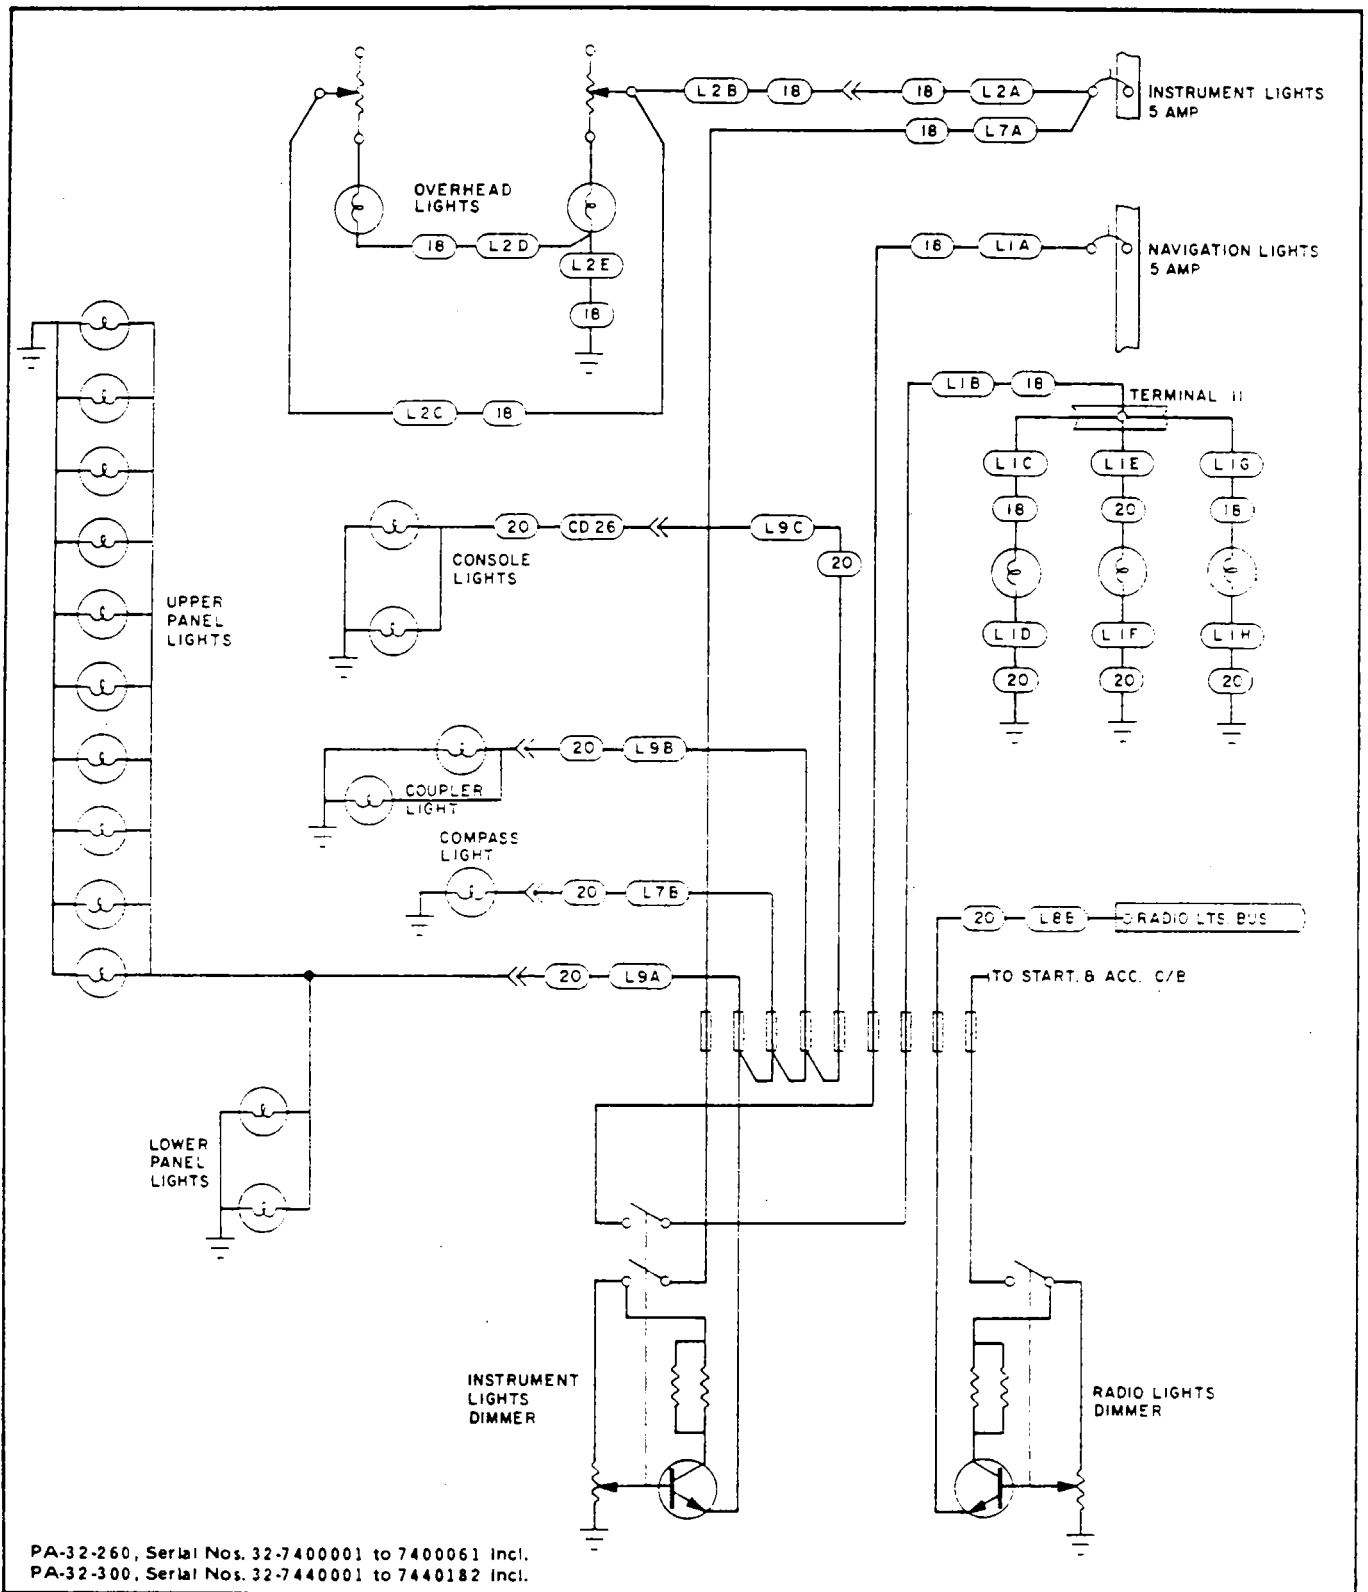 L2B 18 18 L2A INSTRUMENT LIGHTS
5 AMP
18 L7A
OVERHEAD
LIGHTS
18 L2D
L2E
18
18 L1A NAVIGATION LIGHTS
5 AMP
L1B 18
TERMINAL 11
L2C 18
L1C L1E L1G
18 20 18
L1D L1F L1H
20 20 20
20 CD26 L9C
20
CONSOLE
LIGHTS
UPPER
PANEL
LIGHTS
20 L9B
COUPLER
LIGHT
COMPASS
LIGHT
20 L7B
20 L8E RADIO LTS. BUS
20 L9A
TO START. & ACC. C/B
LOWER
PANEL
LIGHTS
INSTRUMENT
LIGHTS
DIMMER
RADIO LIGHTS
DIMMER
PA-32-260, Serial Nos. 32-7400001 to 7400061 Incl.
PA-32-300, Serial Nos. 32-7440001 to 7440182 Incl.